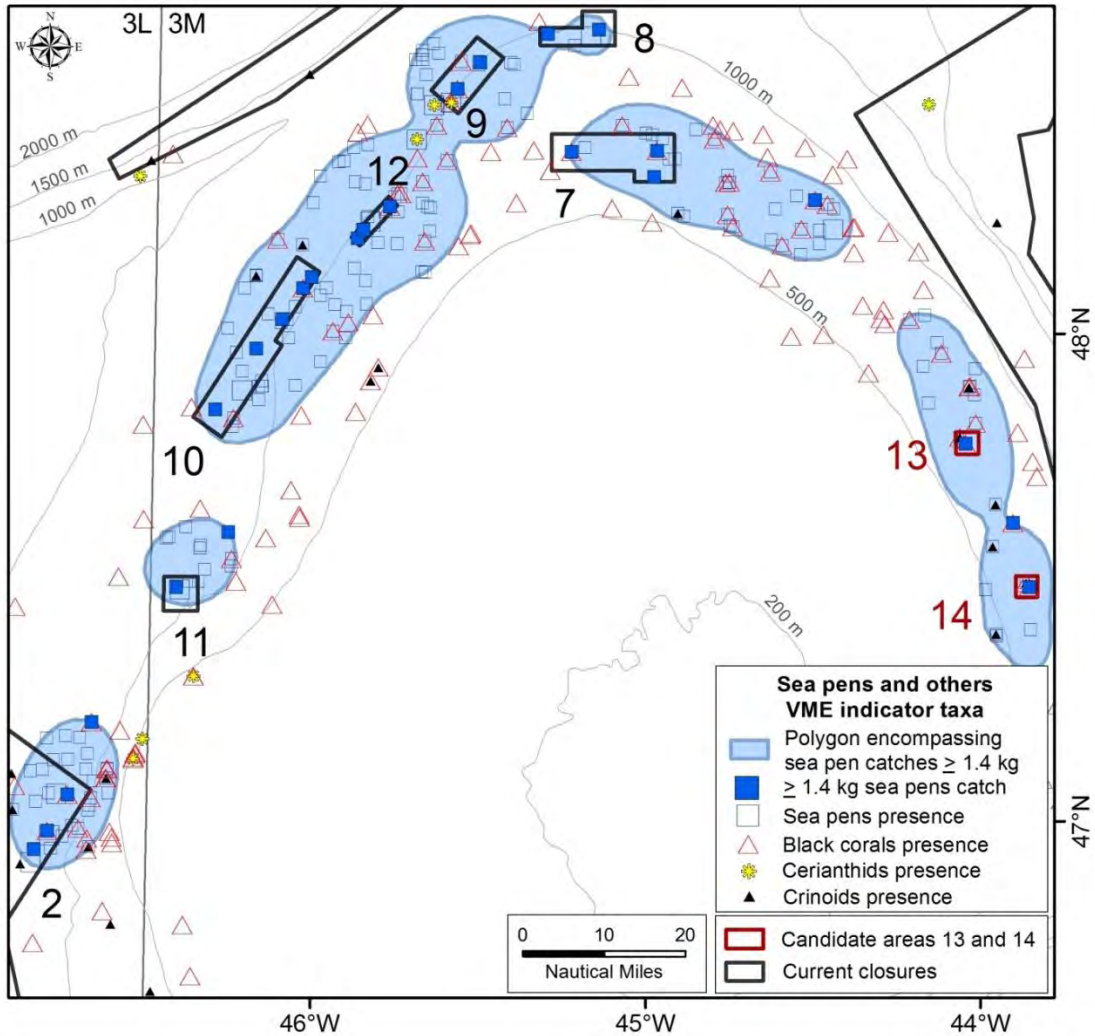 3L 3M
N
W E
S
8
1000 m
2000 m
9
1500 m
12
1000 m
7
500 m
48°N
10
13
11
14
200 m
Sea pens and others
VME indicator taxa
Polygon encompassing
sea pen catches ≥ 1.4 kg
≥ 1.4 kg sea pens catch
Sea pens presence
Black corals presence
Cerianthids presence
Crinoids presence
47°N
2
0 10 20
Nautical Miles
Candidate areas 13 and 14
Current closures
46°W 45°W 44°W